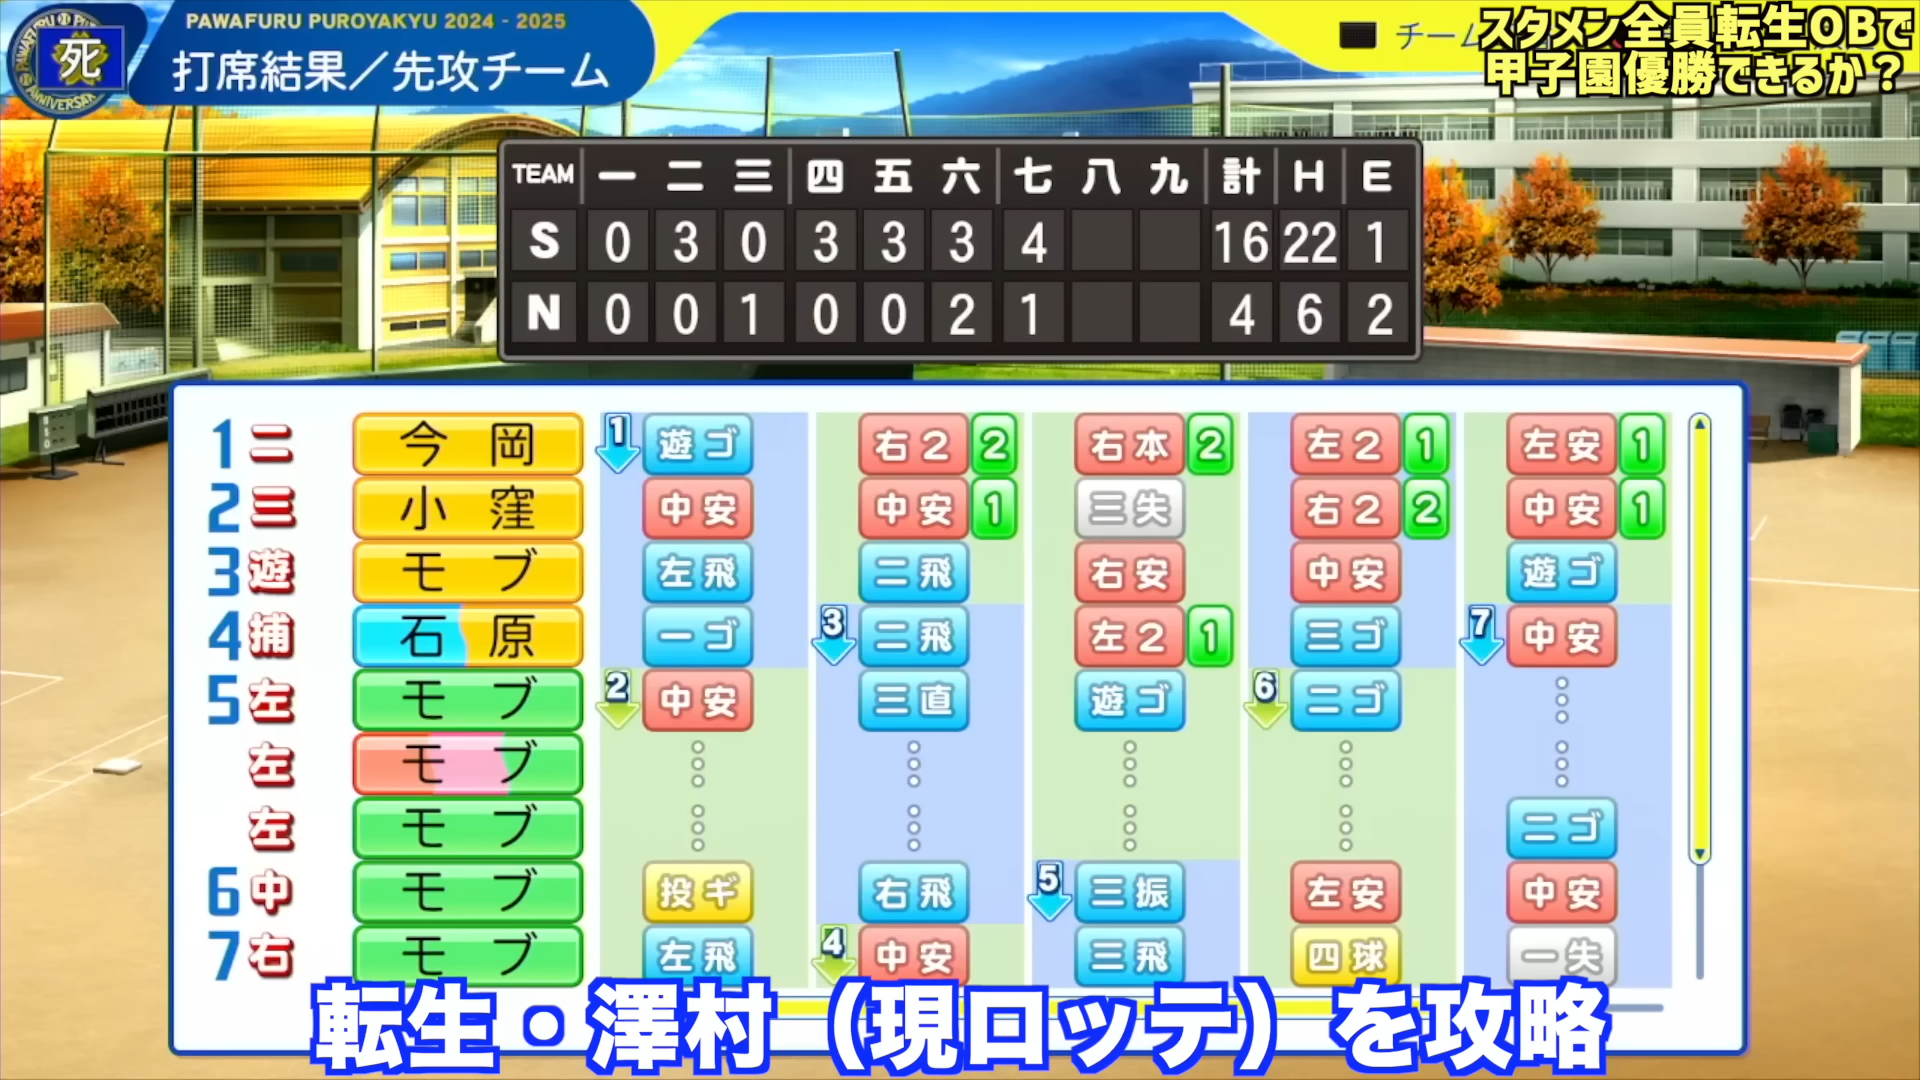 死
PAWAFURU PUROYAKYU 2024 - 2025
打席結果／先攻チーム
チーム
スタメン全員転生OBで
甲子園優勝できるか？
TEAM 一 二 三 四 五 六 七 八 九 計 H E
S 0 3 0 3 3 3 4 16 22 1
N 0 0 1 0 0 2 1 4 6 2
1 二 今岡 1 遊ゴ 右2 2 右本 2 左2 1 左安 1
2 三 小窪 中安 中安 1 三失 右2 2 中安 1
3 遊 モブ 左飛 二飛 右安 中安 遊ゴ
4 捕 石原 一ゴ 3 二飛 左2 1 三ゴ 7 中安
5 左 モブ 2 中安 三直 遊ゴ 6 二ゴ
左 モブ
左 モブ 二ゴ
6 中 モブ 投ギ 右飛 5 三振 左安 中安
7 右 モブ 左飛 4 中安 三飛 四球 一失
転生・澤村（現ロッテ）を攻略